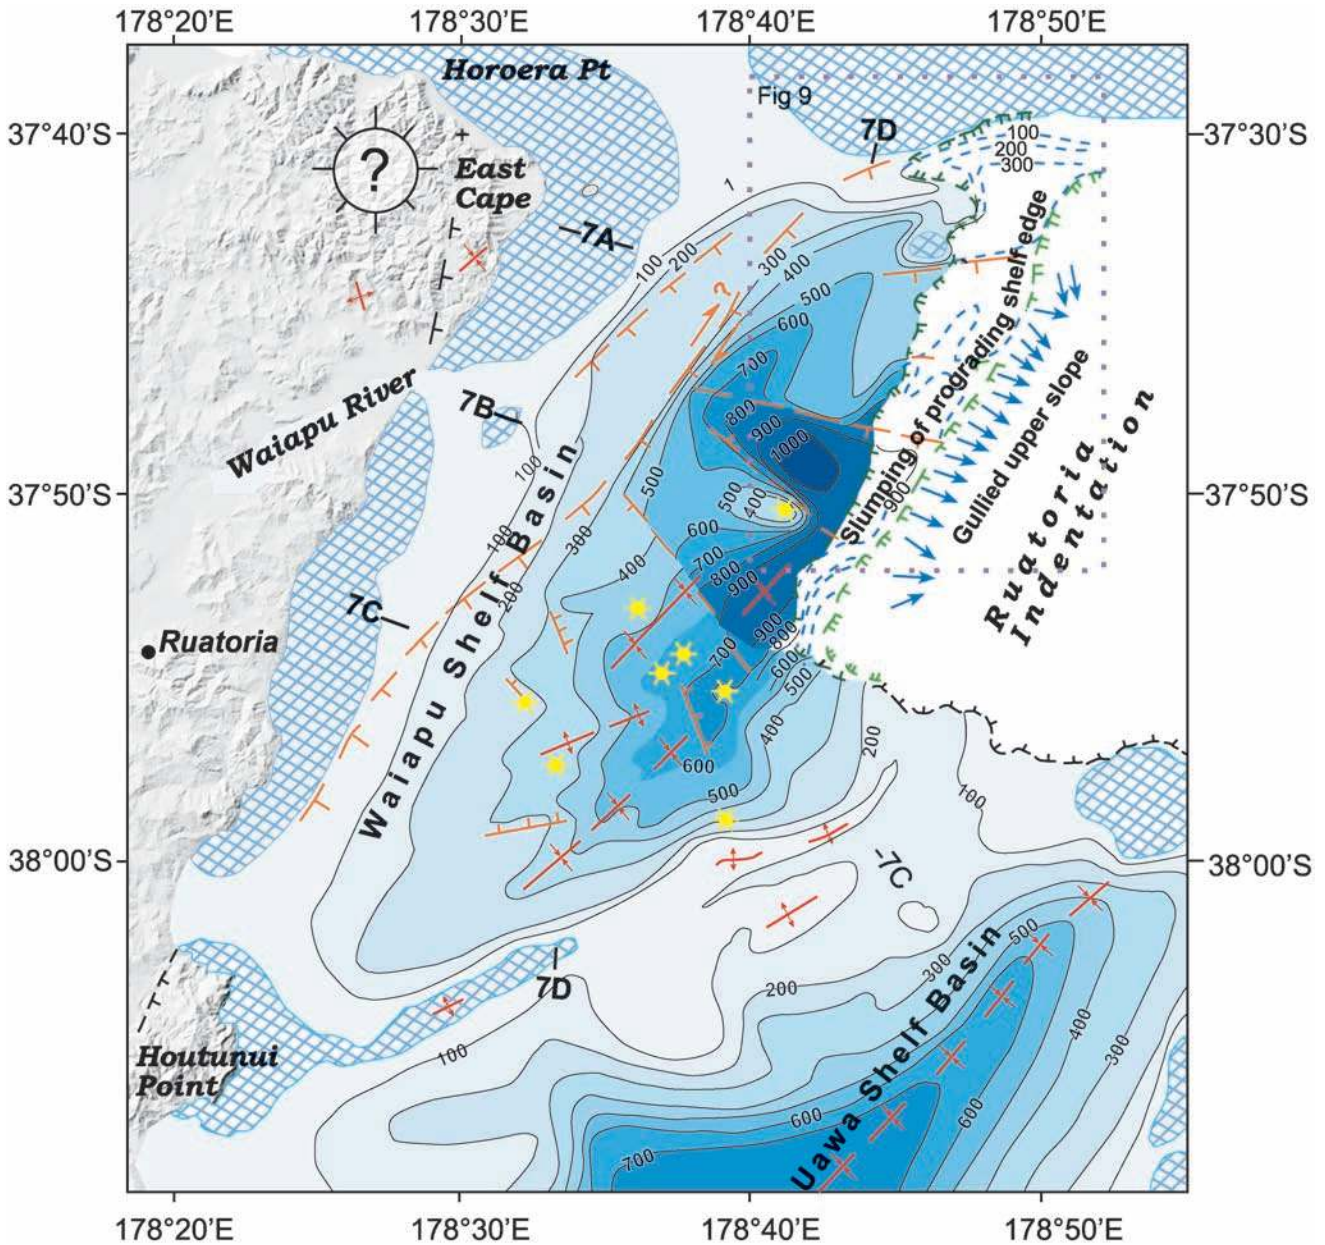 178°20'E 178°30'E 178°40'E 178°50'E
Horoera Pt
Fig 9
37°40'S
7D
100
37°30'S
200
300
?
East
Cape
1
7A
100
200
300
400
?
500
600
700
Waiapu River
7B
800
900
1000
100
500
500
400
900
37°50'S
37°50'S
Slumping of prograding shelf edge
Gullied upper slope
Ruatoria
Indentation
600
100
300
400
700
800
900
200
7C
Ruatoria
Waiapu Shelf Basin
900
800
700
600
500
400
200
600
500
100
38°00'S
38°00'S
-7C
500
300
7D
200
Uawa Shelf Basin
400
300
Houtunui
Point
100
600
600
700
178°20'E 178°30'E 178°40'E 178°50'E